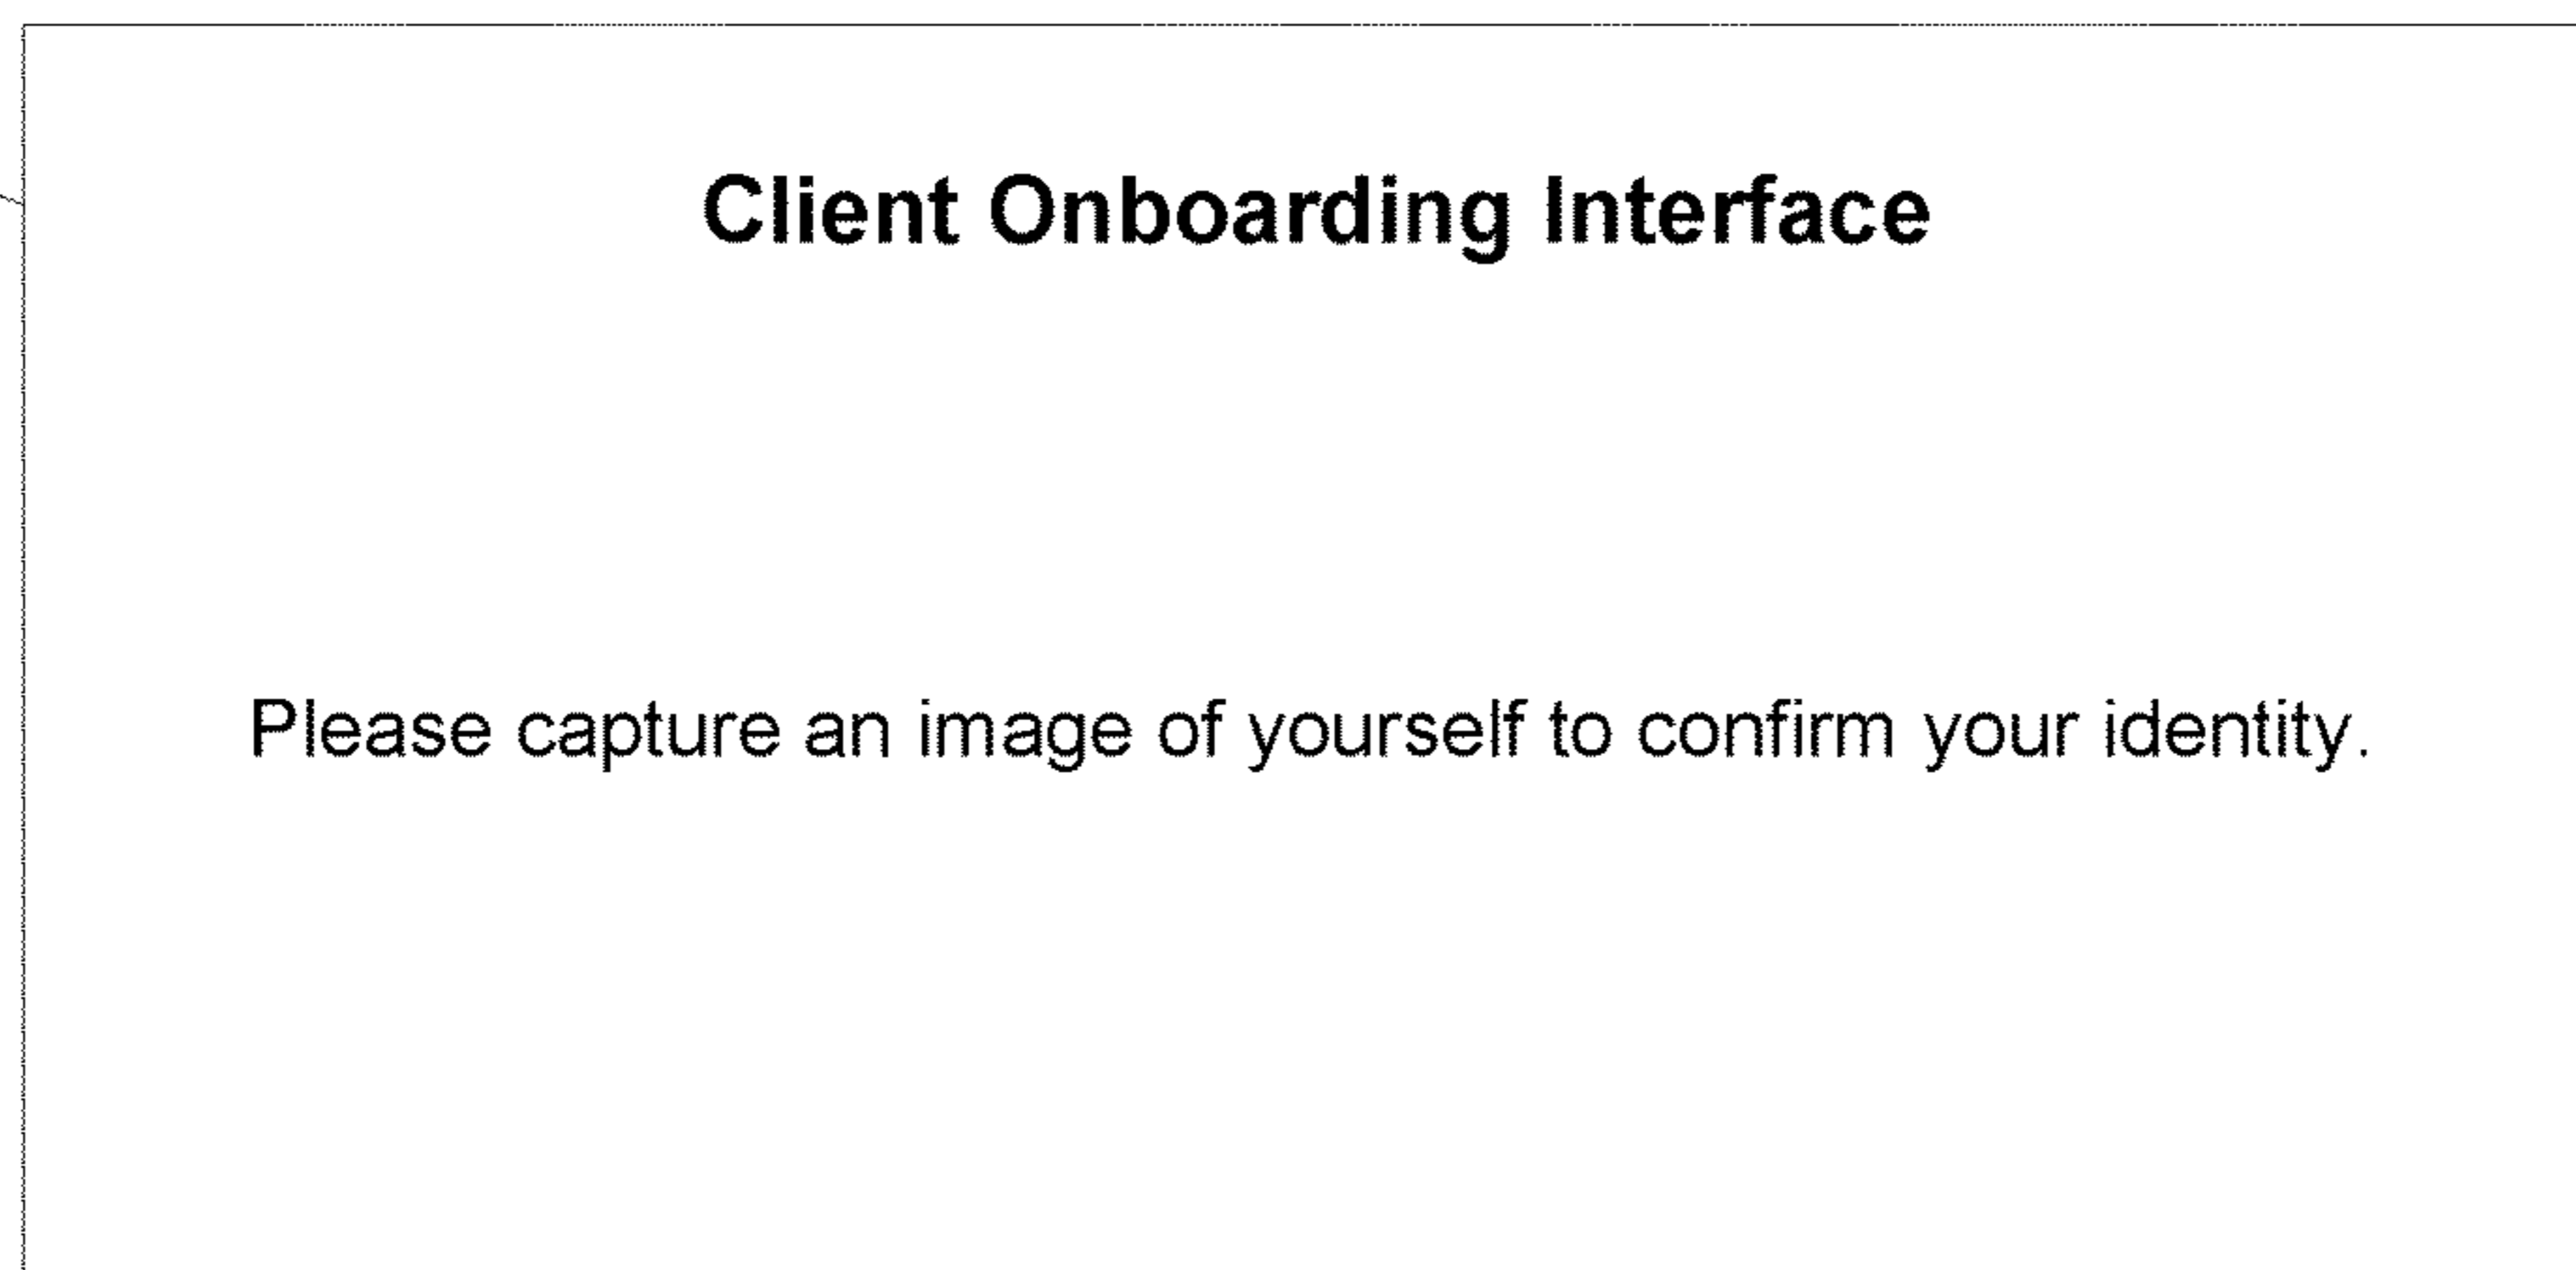 Client Onboarding Interface
Please capture an image of yourself to confirm your identity.